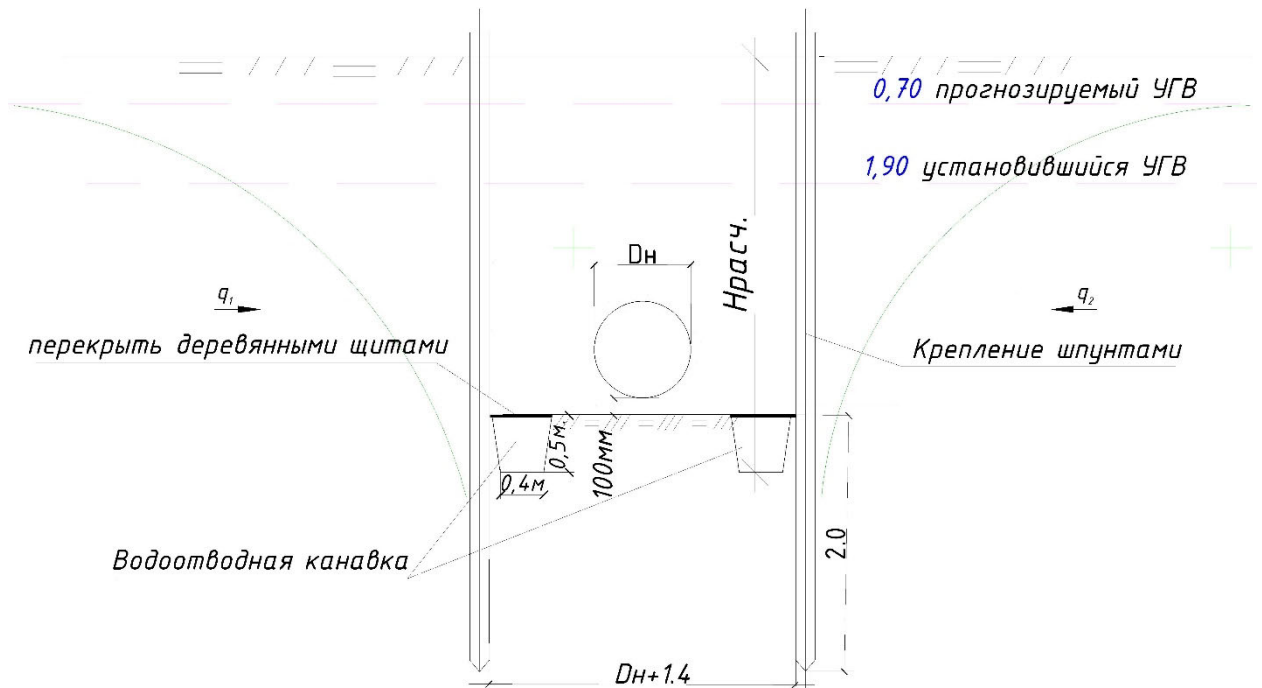 0,70 прогнозируемый УГВ
1,90 установившийся УГВ
Нрасч.
Dн
q₁
q₂
перекрыть деревянными щитами
Крепление шпунтами
0,5м.
100мм
0,4м
2.0
Водоотводная канавка
Dн+1.4